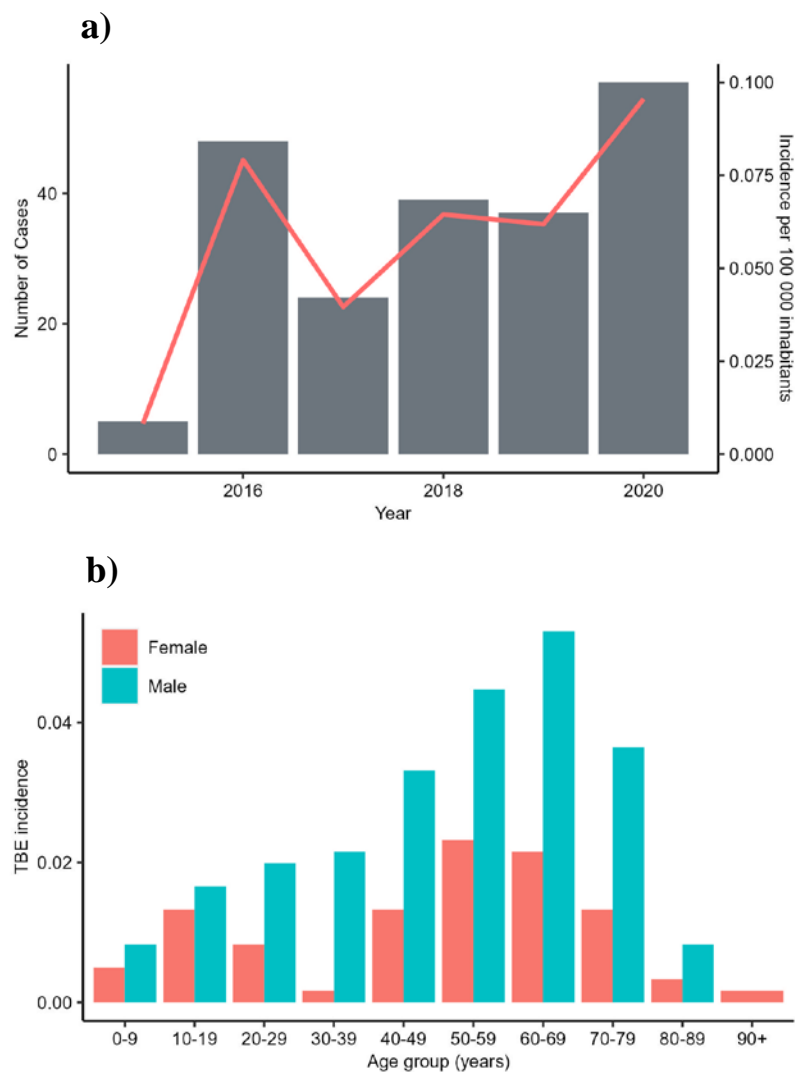 a)
Number of Cases
40
20
0
0.100
0.075
0.050
0.025
0.000
Incidence per 100 000 inhabitants
2016 2018 2020
Year
b)
Female
Male
TBE incidence
0.04
0.02
0.00
0-9 10-19 20-29 30-39 40-49 50-59 60-69 70-79 80-89 90+
Age group (years)